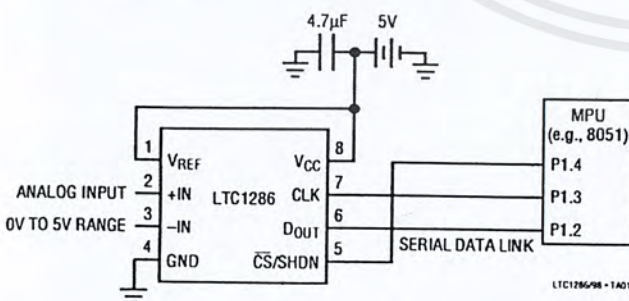 4.7µF
5V
MPU
(e.g., 8051)
1
8
VREF
VCC
P1.4
ANALOG INPUT
2
+IN
LTC1286
CLK
7
P1.3
0V TO 5V RANGE
3
–IN
DOUT
6
P1.2
4
GND
CS/SHDN
5
SERIAL DATA LINK
LTC1286/98 • TA01